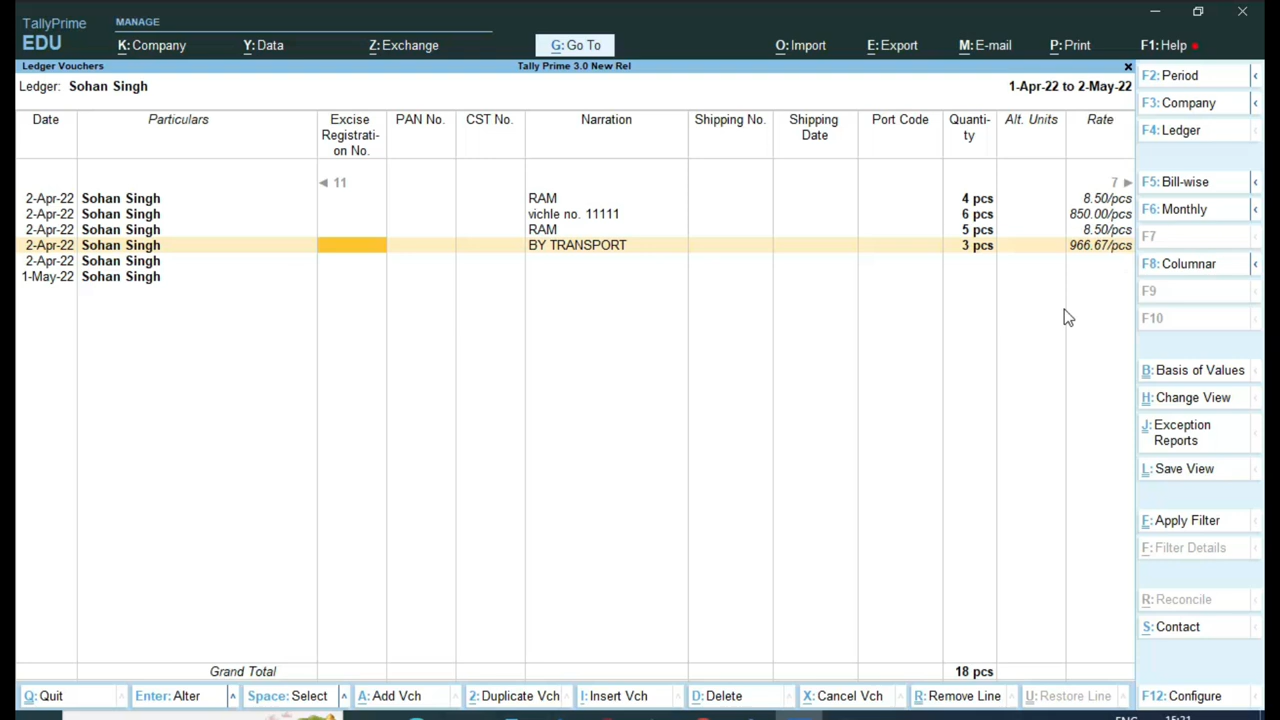 TallyPrime
EDU
MANAGE
K: Company Y: Data Z: Exchange G: Go To O: Import E: Export M: E-mail P: Print F1: Help
Ledger Vouchers Tally Prime 3.0 New Rel
Ledger: Sohan Singh 1-Apr-22 to 2-May-22
Date Particulars Excise Registrati-on No. PAN No. CST No. Narration Shipping No. Shipping Date Port Code Quanti-ty Alt. Units Rate
◀ 11 7 ▶
2-Apr-22 Sohan Singh RAM 4 pcs 8.50/pcs
2-Apr-22 Sohan Singh vichle no. 11111 6 pcs 850.00/pcs
2-Apr-22 Sohan Singh RAM 5 pcs 8.50/pcs
2-Apr-22 Sohan Singh BY TRANSPORT 3 pcs 966.67/pcs
2-Apr-22 Sohan Singh
1-May-22 Sohan Singh
Grand Total 18 pcs
Q: Quit Enter: Alter Space: Select A: Add Vch 2: Duplicate Vch I: Insert Vch D: Delete X: Cancel Vch R: Remove Line U: Restore Line F12: Configure
F2: Period
F3: Company
F4: Ledger
F5: Bill-wise
F6: Monthly
F7
F8: Columnar
F9
F10
B: Basis of Values
H: Change View
J: Exception
Reports
L: Save View
F: Apply Filter
F: Filter Details
R: Reconcile
S: Contact